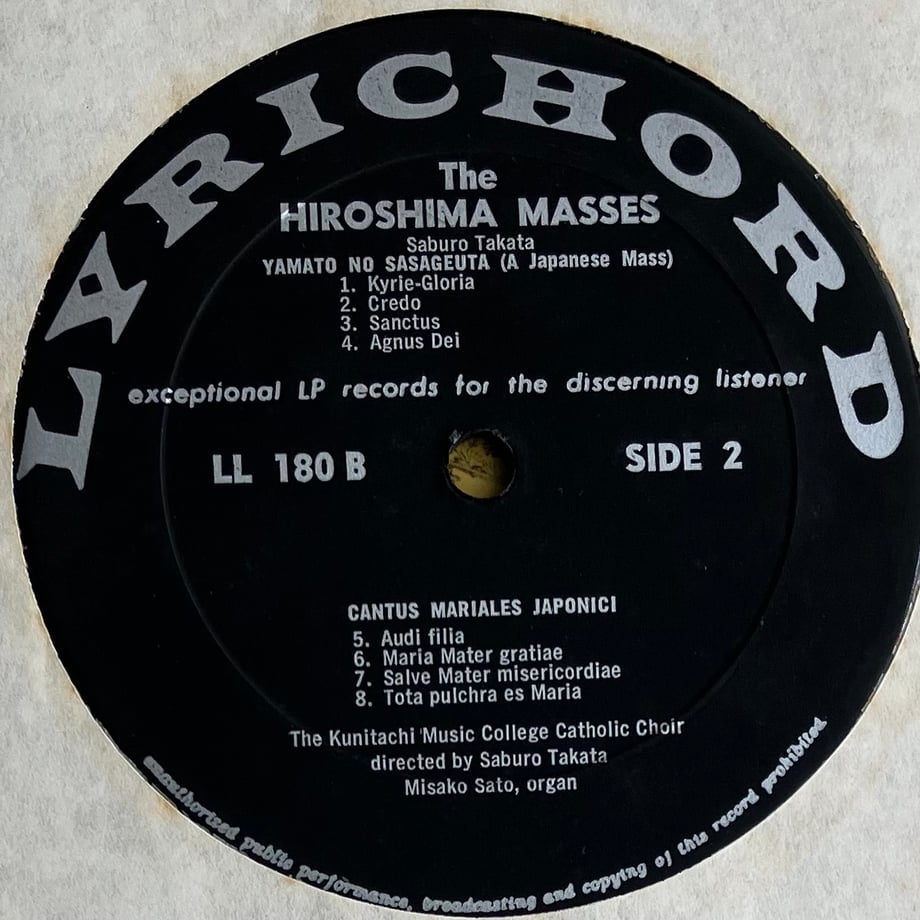 LYRICHORD
The
HIROSHIMA MASSES
Saburo Takata
YAMATO NO SASAGEUTA (A Japanese Mass)
1. Kyrie-Gloria
2. Credo
3. Sanctus
4. Agnus Dei
exceptional LP records for the discerning listener
LL 180 B
SIDE 2
CANTUS MARIALES JAPONICI
5. Audi filia
6. Maria Mater gratiae
7. Salve Mater misericordiae
8. Tota pulchra es Maria
The Kunitachi Music College Catholic Choir
directed by Saburo Takata
Misako Sato, organ
unauthorized public performance, broadcasting and copying of this record prohibited